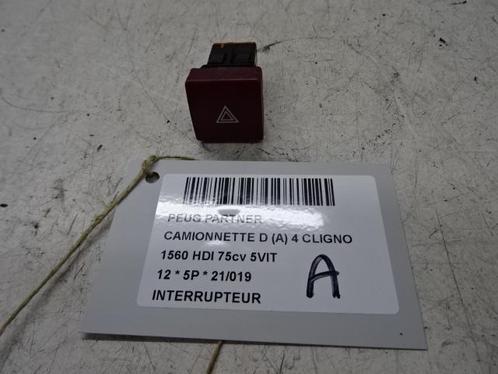 PEUG PARTNER
CAMIONNETTE D (A) 4 CLIGNO
1560 HDI 75cv 5VIT
12 * 5P * 21/019
INTERRUPTEUR
A